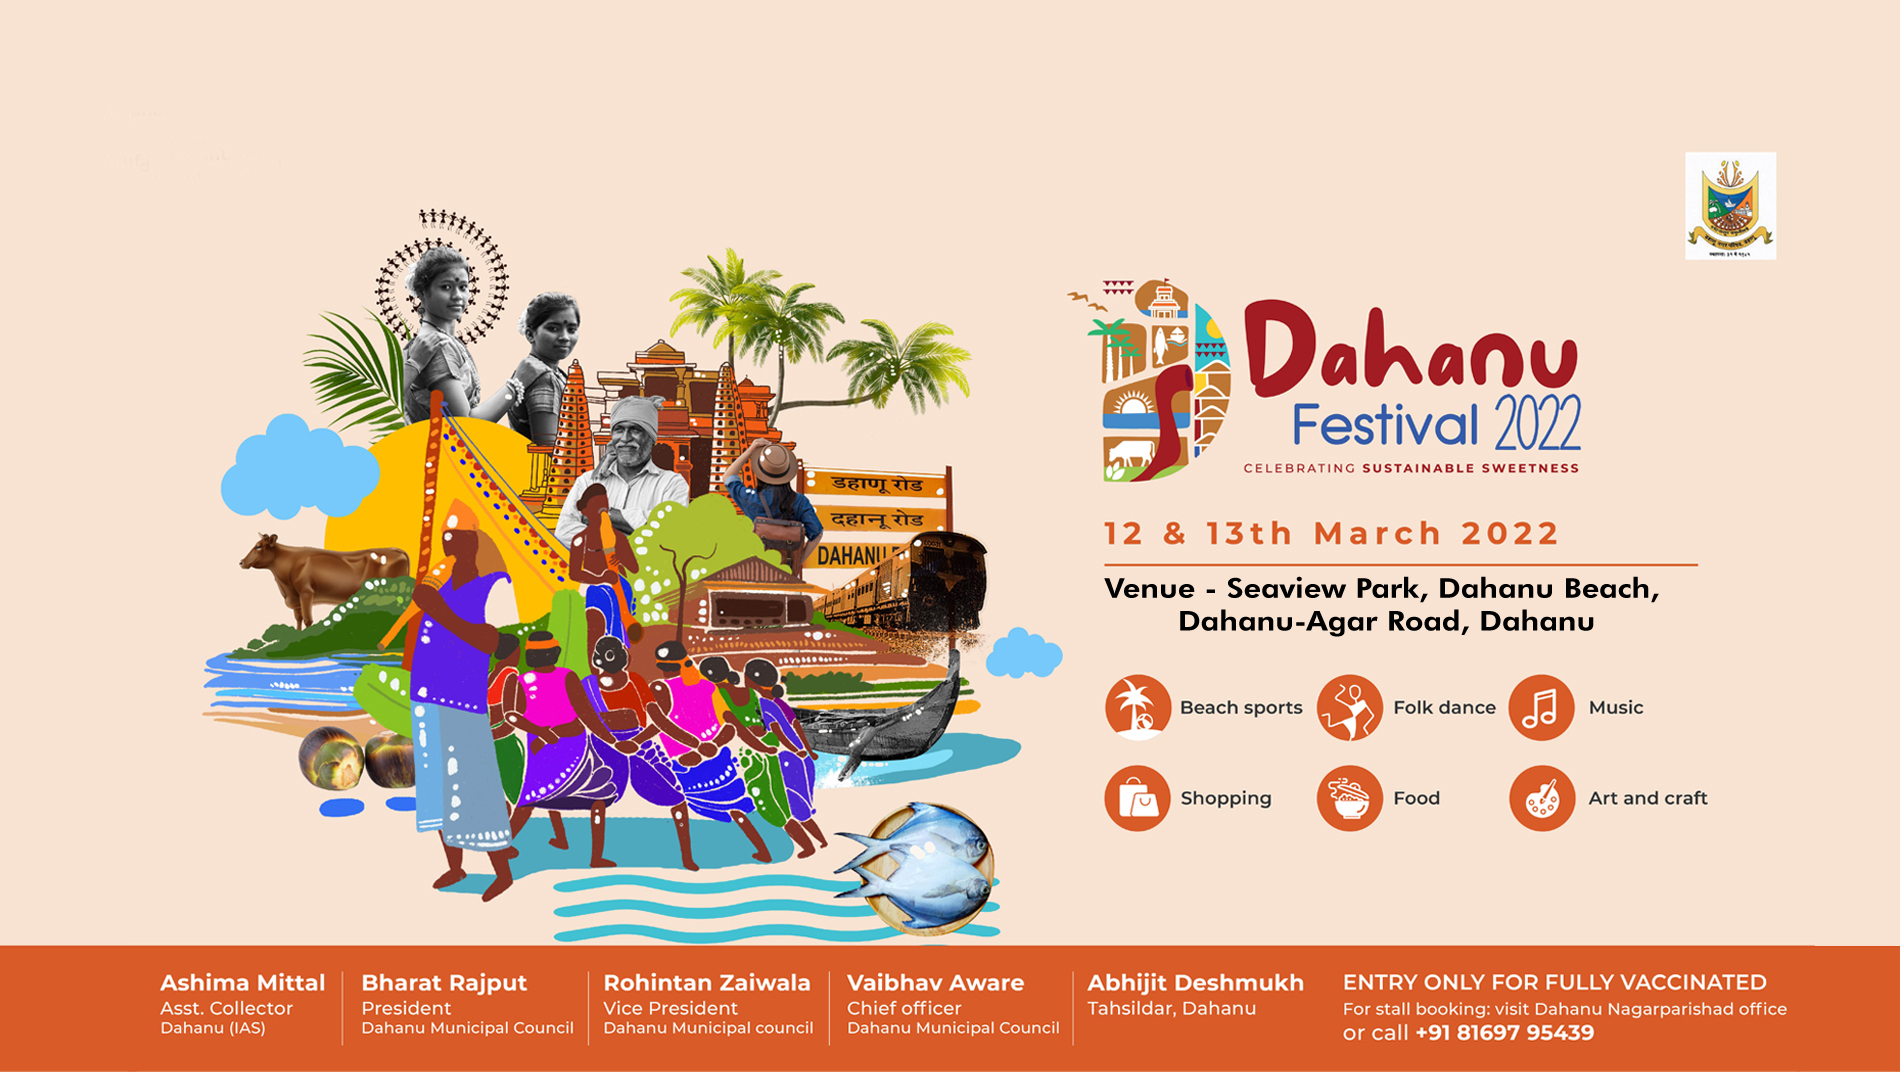 Dahanu
Festival 2022
CELEBRATING SUSTAINABLE SWEETNESS
12 & 13th March 2022
Venue - Seaview Park, Dahanu Beach,
Dahanu-Agar Road, Dahanu
Beach sports
Folk dance
Music
Shopping
Food
Art and craft
डहाणू रोड
दहानू रोड
DAHANU
Ashima Mittal
Asst. Collector
Dahanu (IAS)
Bharat Rajput
President
Dahanu Municipal Council
Rohintan Zaiwala
Vice President
Dahanu Municipal council
Vaibhav Aware
Chief officer
Dahanu Municipal Council
Abhijit Deshmukh
Tahsildar, Dahanu
ENTRY ONLY FOR FULLY VACCINATED
For stall booking: visit Dahanu Nagarparishad office
or call +91 81697 95439